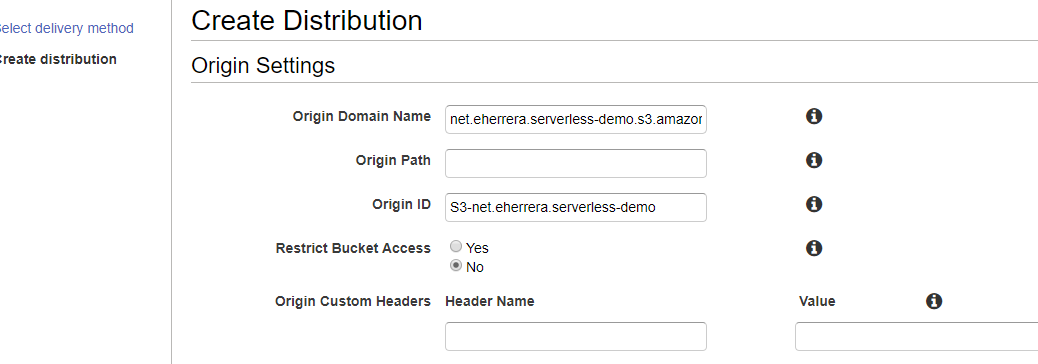 Create Distribution
elect delivery method
reate distribution
Origin Settings
Origin Domain Name net.eherrera.serverless-demo.s3.amazon
Origin Path
Origin ID S3-net.eherrera.serverless-demo
Restrict Bucket Access Yes
No
Origin Custom Headers Header Name Value